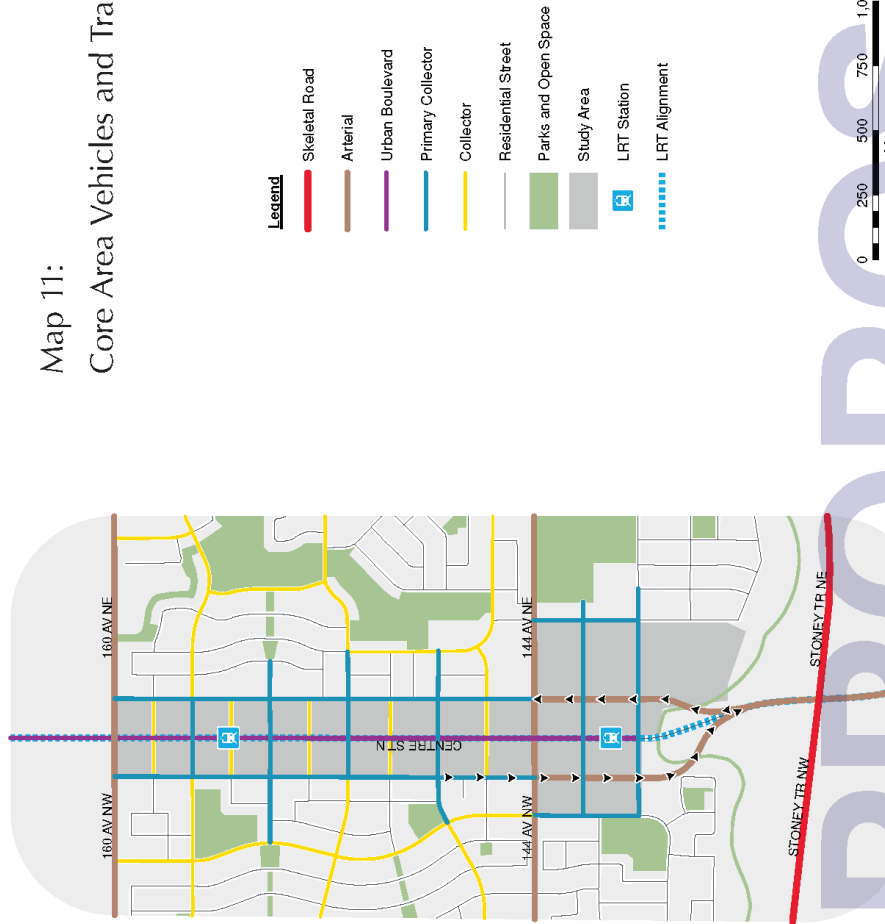 Map 11:
Core Area Vehicles and Tra
Legend
Skeletal Road
Arterial
Urban Boulevard
Primary Collector
Collector
Residential Street
Parks and Open Space
Study Area
LRT Station
LRT Alignment
0 250 500 750 1,0
160 AV NW
160 AV NE
CENTRE ST N
144 AV NW
144 AV NE
STONEY TR NW
STONEY TR NE